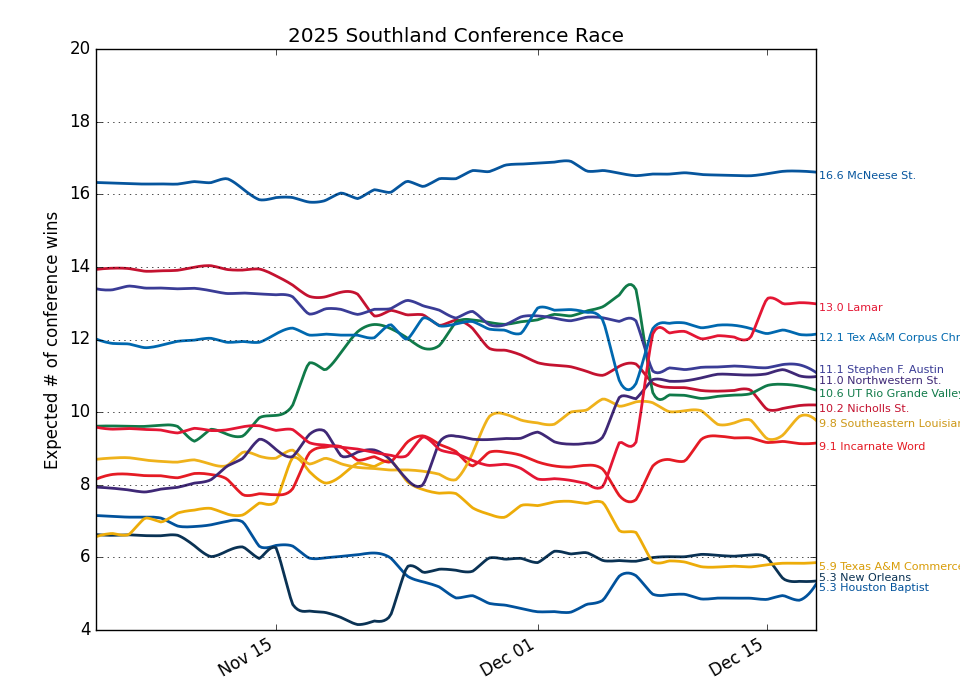 2025 Southland Conference Race
Expected # of conference wins
20
18
16
14
12
10
8
6
4
Nov 15
Dec 01
Dec 15
16.6 McNeese St.
13.0 Lamar
12.1 Tex A&M Corpus Chr
11.1 Stephen F. Austin
11.0 Northwestern St.
10.6 UT Rio Grande Valley
10.2 Nicholls St.
9.8 Southeastern Louisian
9.1 Incarnate Word
5.9 Texas A&M Commerce
5.3 New Orleans
5.3 Houston Baptist